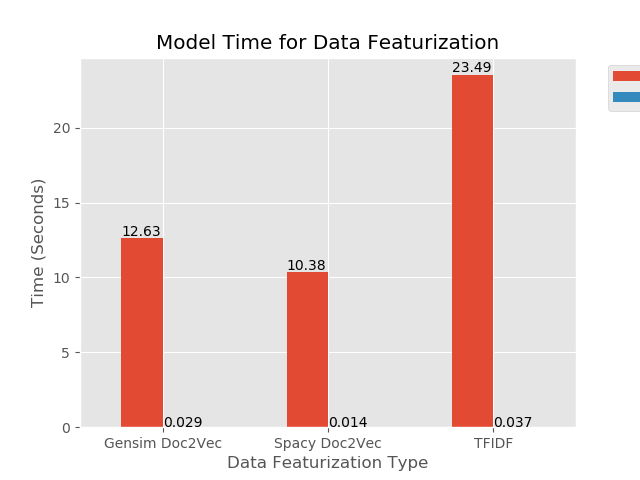 Model Time for Data Featurization
23.49
12.63
10.38
0.029
0.014
0.037
20
15
10
5
0
Time (Seconds)
Gensim Doc2Vec
Spacy Doc2Vec
TFIDF
Data Featurization Type